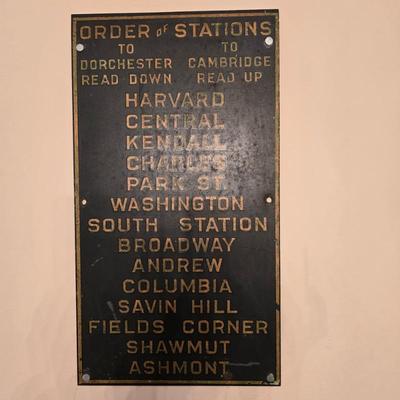 ORDER OF STATIONS
TO TO
DORCHESTER CAMBRIDGE
READ DOWN READ UP
HARVARD
CENTRAL
KENDALL
CHARLES
PARK ST.
WASHINGTON
SOUTH STATION
BROADWAY
ANDREW
COLUMBIA
SAVIN HILL
FIELDS CORNER
SHAWMUT
ASHMONT